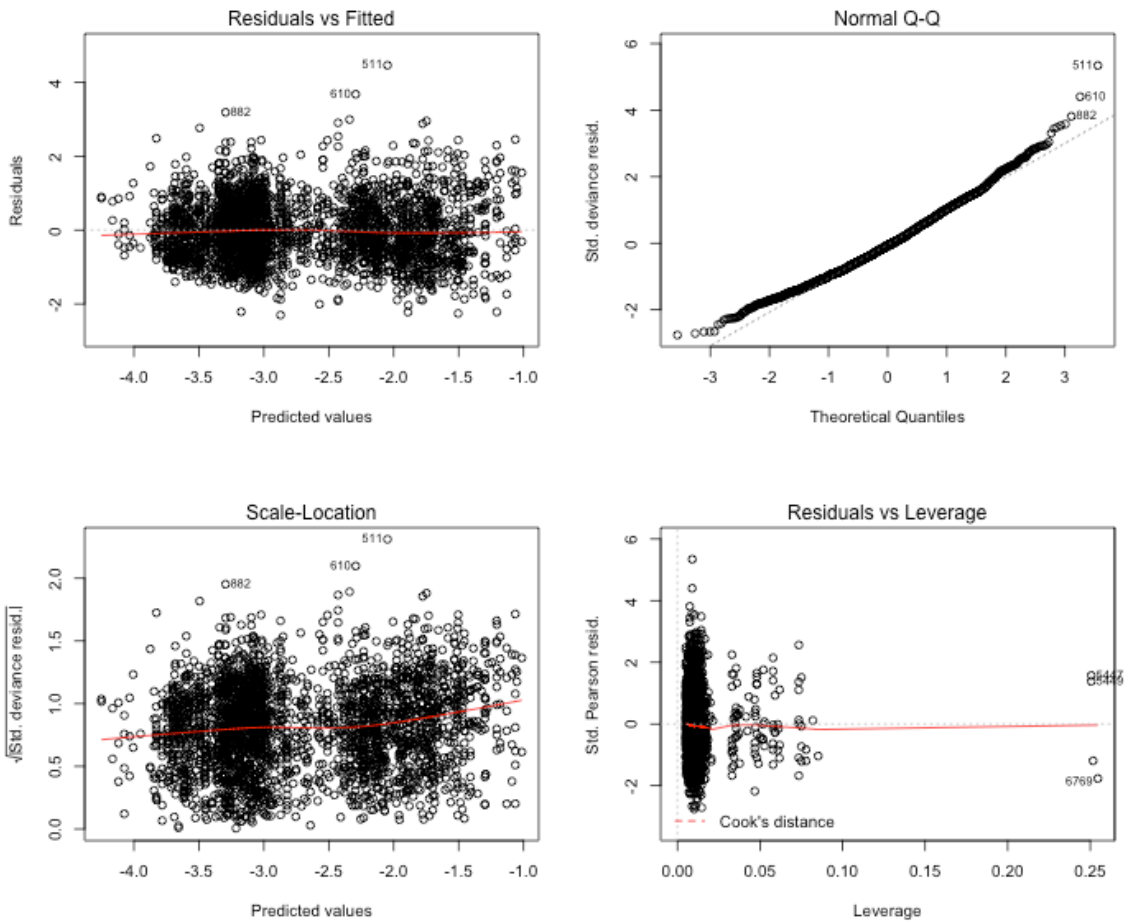 Residuals vs Fitted
Residuals
4
2
0
-2
511
610
882
-4.0 -3.5 -3.0 -2.5 -2.0 -1.5 -1.0
Predicted values
Normal Q-Q
Std. deviance resid.
6
4
2
0
-2
511
610
882
-3 -2 -1 0 1 2 3
Theoretical Quantiles
Scale-Location
√|Std. deviance resid.|
2.0
1.5
1.0
0.5
0.0
511
610
882
-4.0 -3.5 -3.0 -2.5 -2.0 -1.5 -1.0
Predicted values
Residuals vs Leverage
Std. Pearson resid.
6
4
2
0
-2
6769
Cook's distance
0.00 0.05 0.10 0.15 0.20 0.25
Leverage